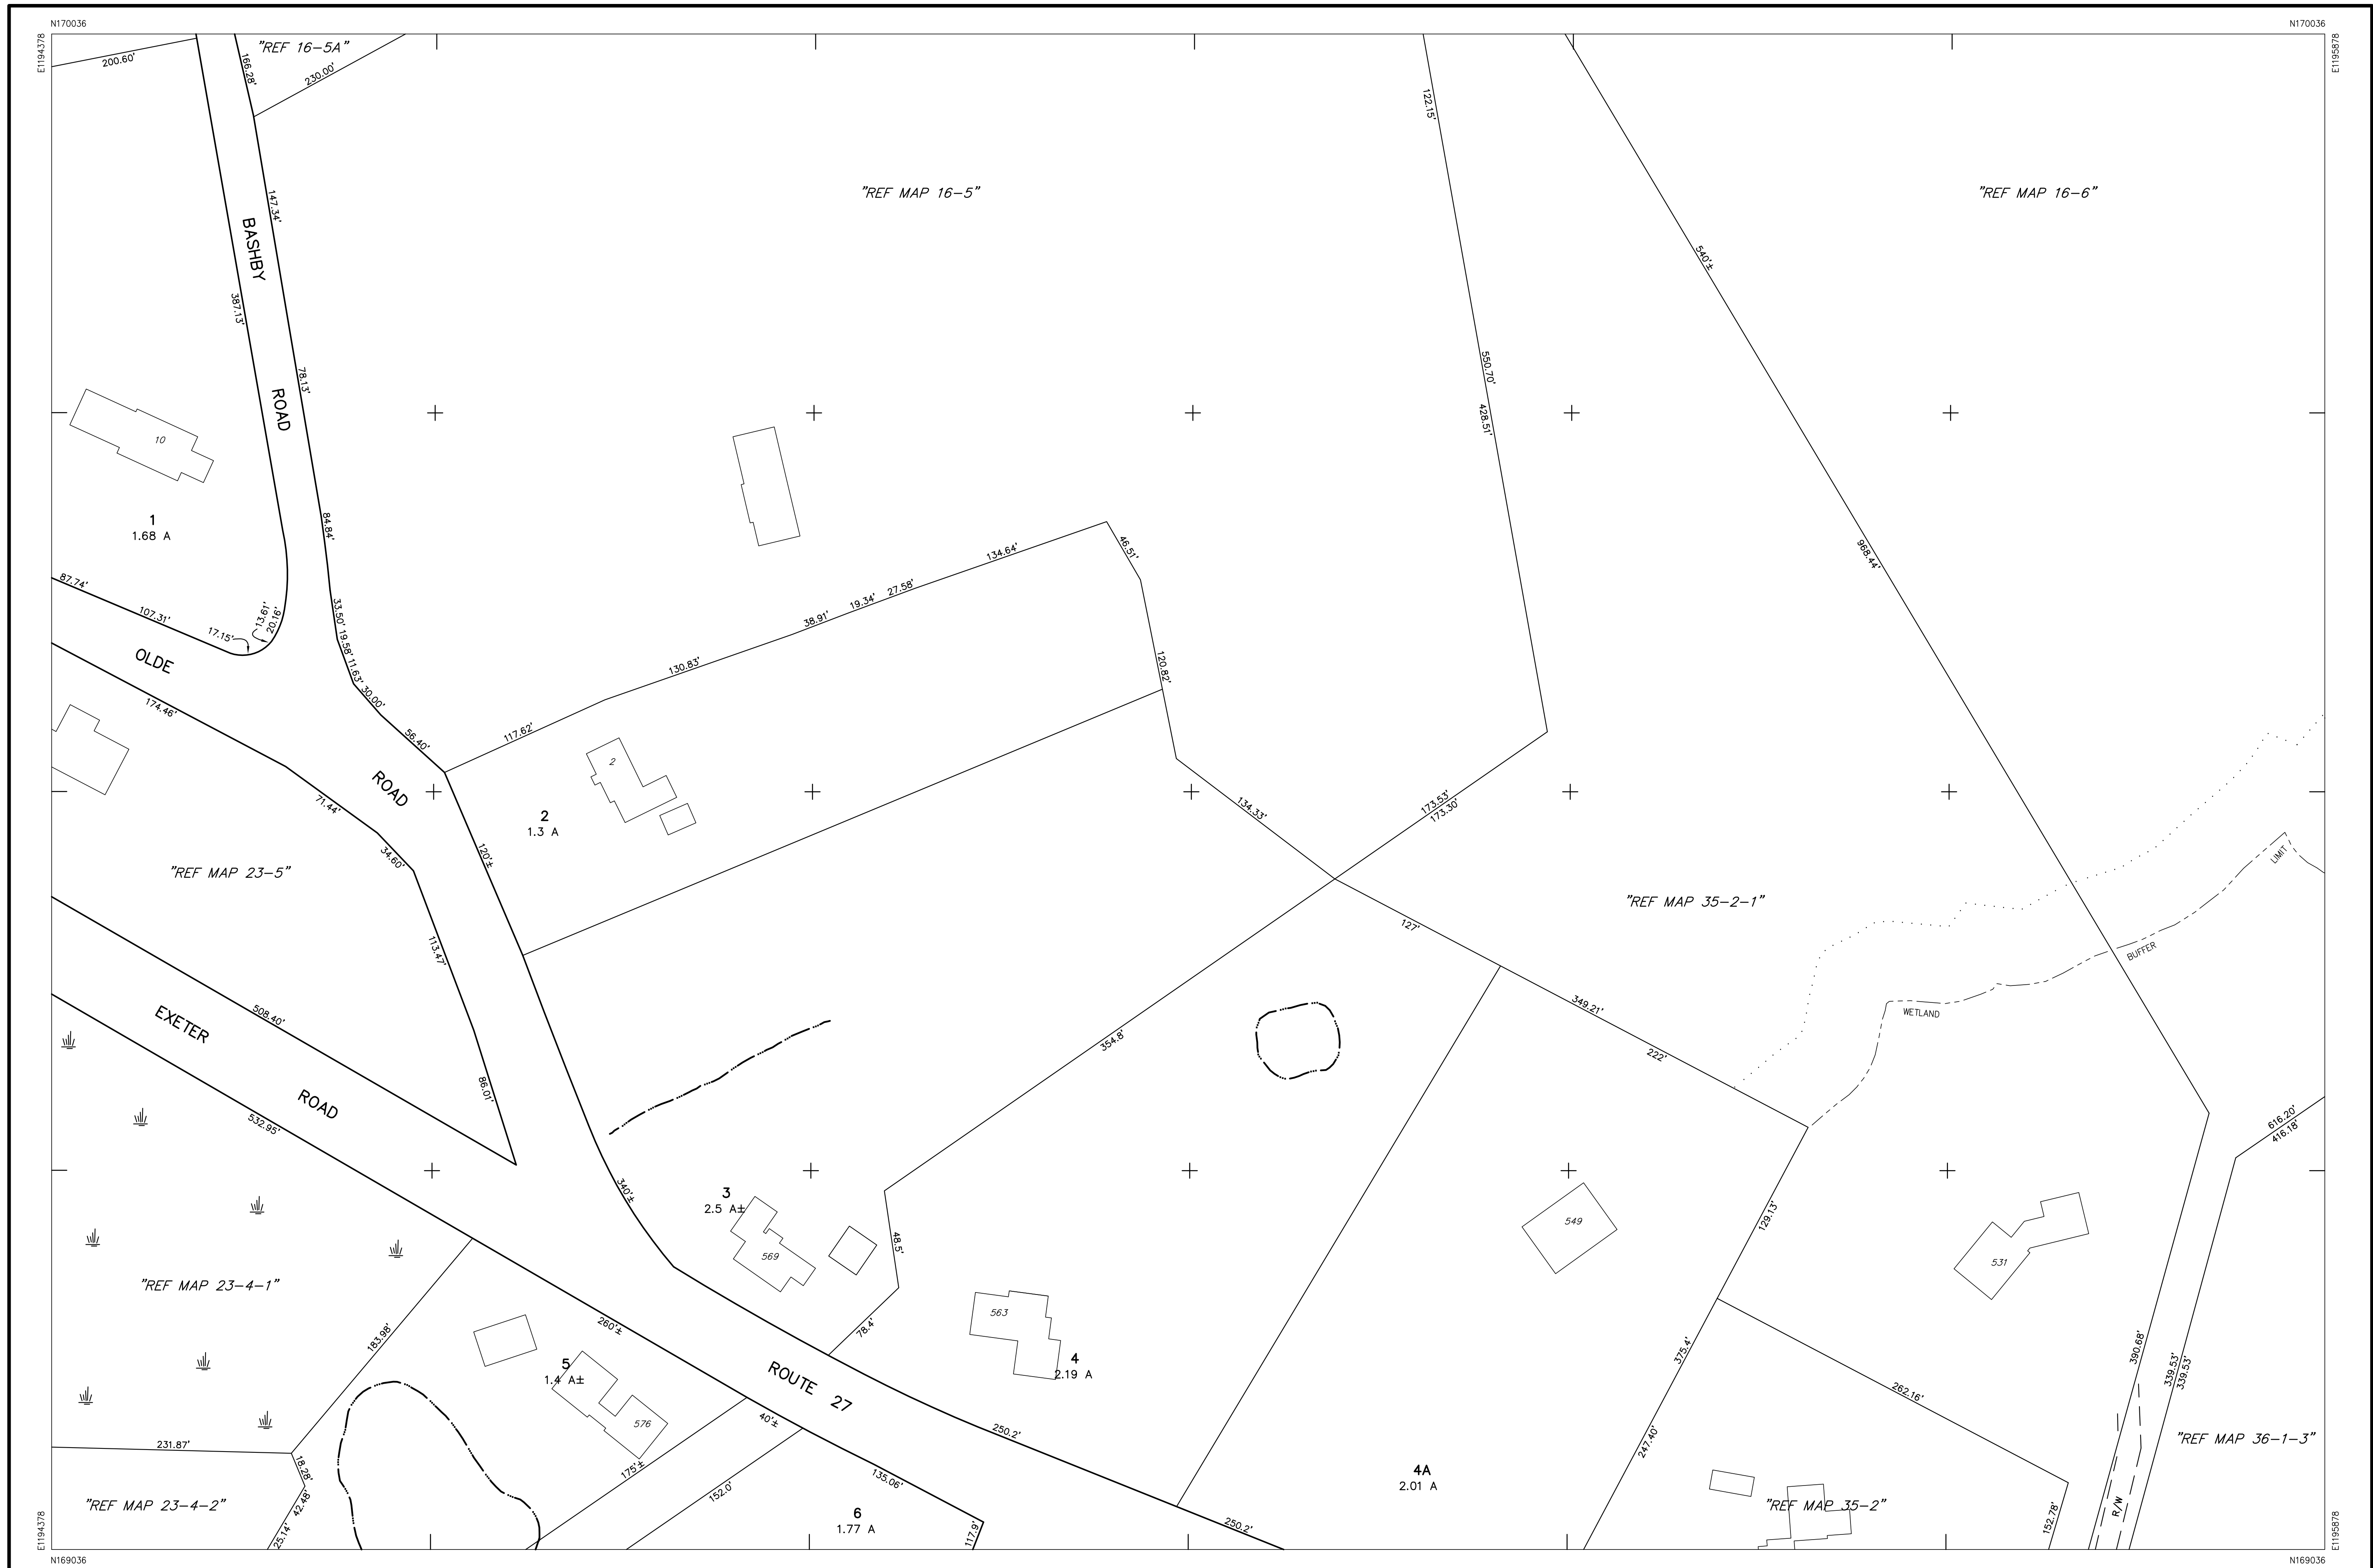 N170036
N170036
E1194378
E1195878
200.60'
166.28'
"REF 16-5A"
230.00'
122.15'
147.34'
"REF MAP 16-5"
"REF MAP 16-6"
BASHBY
540'±
387.13'
78.13'
550.70'
ROAD
428.51'
10
1
1.68 A
84.84'
46.51'
134.64'
968.44'
87.74'
107.31'
17.15'
13.61'
20.16'
33.50'
19.58'
11.63'
30.00'
27.58'
19.34'
38.91'
OLDE
130.83'
120.82'
174.46'
56.40'
117.62'
2
ROAD
71.44'
2
1.3 A
134.33'
173.53'
173.30'
34.60'
120'±
"REF MAP 23-5"
LIMIT
"REF MAP 35-2-1"
127'
113.47'
BUFFER
508.40'
EXETER
349.21'
WETLAND
354.8'
222'
86.01'
ROAD
532.95'
616.20'
416.18'
340'±
3
2.5 A±
129.13'
549
48.5'
569
531
"REF MAP 23-4-1"
563
260'±
78.4'
183.98'
375.4'
390.68'
339.53'
339.53'
5
1.4 A±
4
2.19 A
ROUTE 27
262.16'
576
40'±
250.2'
231.87'
247.40'
"REF MAP 36-1-3"
18.28'
175'±
135.06'
4A
2.01 A
42.48'
152.0'
"REF MAP 23-4-2"
6
1.77 A
"REF MAP 35-2"
R/W
25.14'
117.9'
250.2'
152.78'
E1194378
E1195878
N169036
N169036